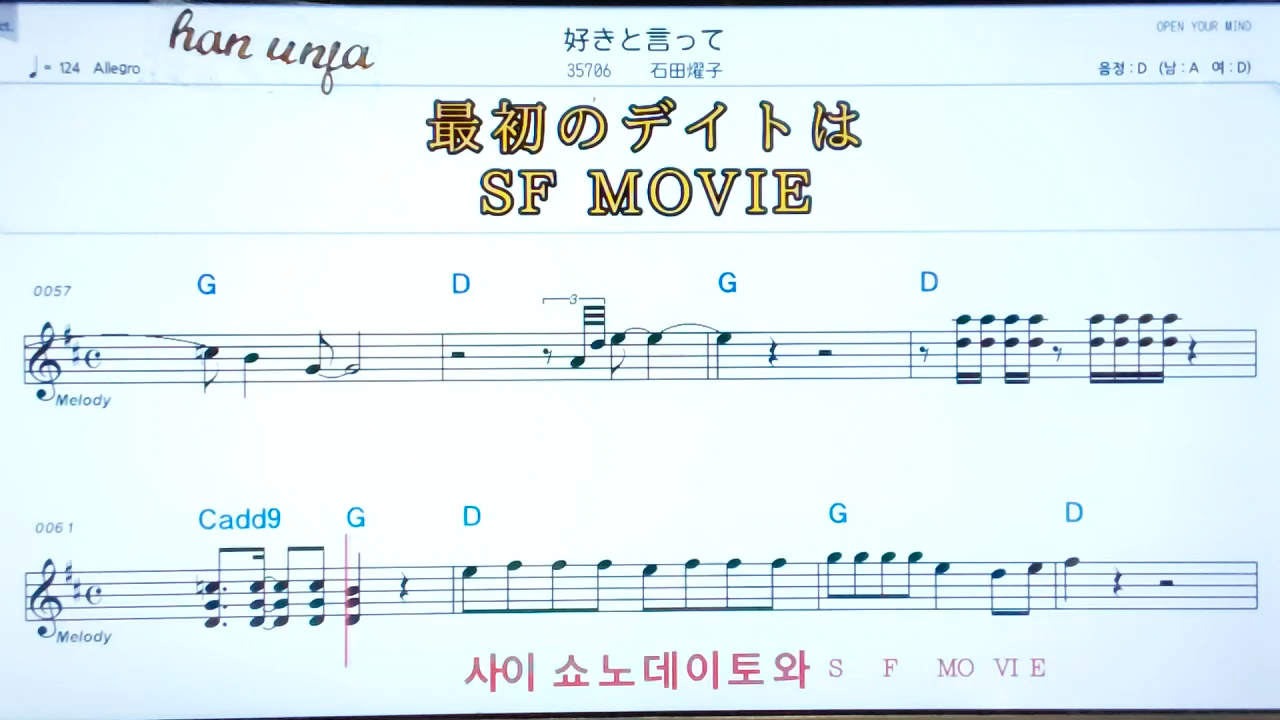 han unja
好きと言って
OPEN YOUR MIND
♩= 124 Allegro
35706 石田燿子
음정:D (남:A 여:D)
最初のデイトは
SF MOVIE
0057
G D G D
3
Melody
0061
Cadd9 G D G D
Melody
사이 쇼노데이토와 S F MO VI E